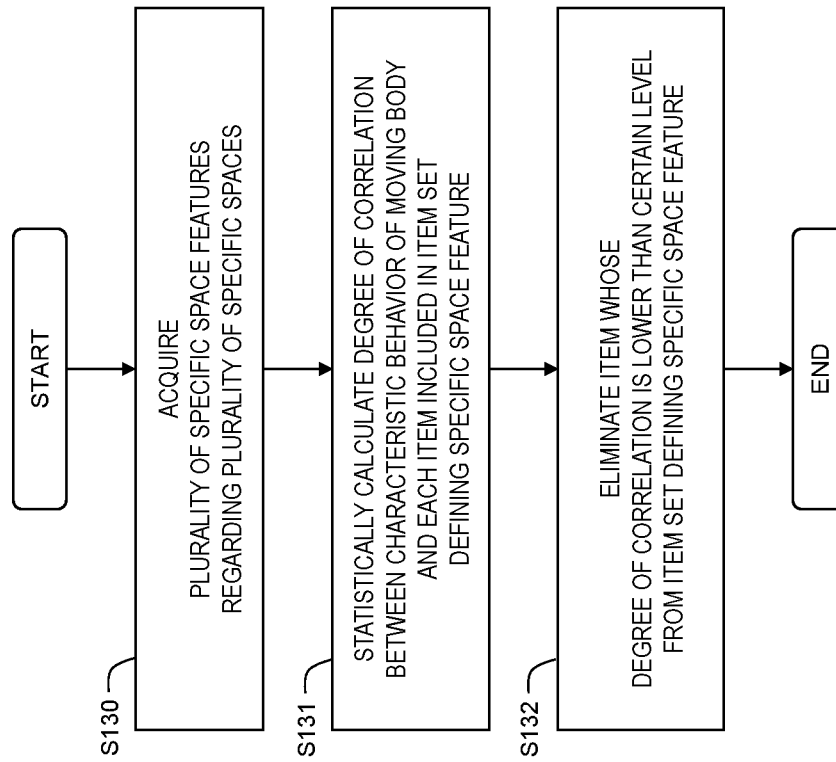 START
S130
ACQUIRE
PLURALITY OF SPECIFIC SPACE FEATURES
REGARDING PLURALITY OF SPECIFIC SPACES
S131
STATISTICALLY CALCULATE DEGREE OF CORRELATION
BETWEEN CHARACTERISTIC BEHAVIOR OF MOVING BODY
AND EACH ITEM INCLUDED IN ITEM SET
DEFINING SPECIFIC SPACE FEATURE
S132
ELIMINATE ITEM WHOSE
DEGREE OF CORRELATION IS LOWER THAN CERTAIN LEVEL
FROM ITEM SET DEFINING SPECIFIC SPACE FEATURE
END